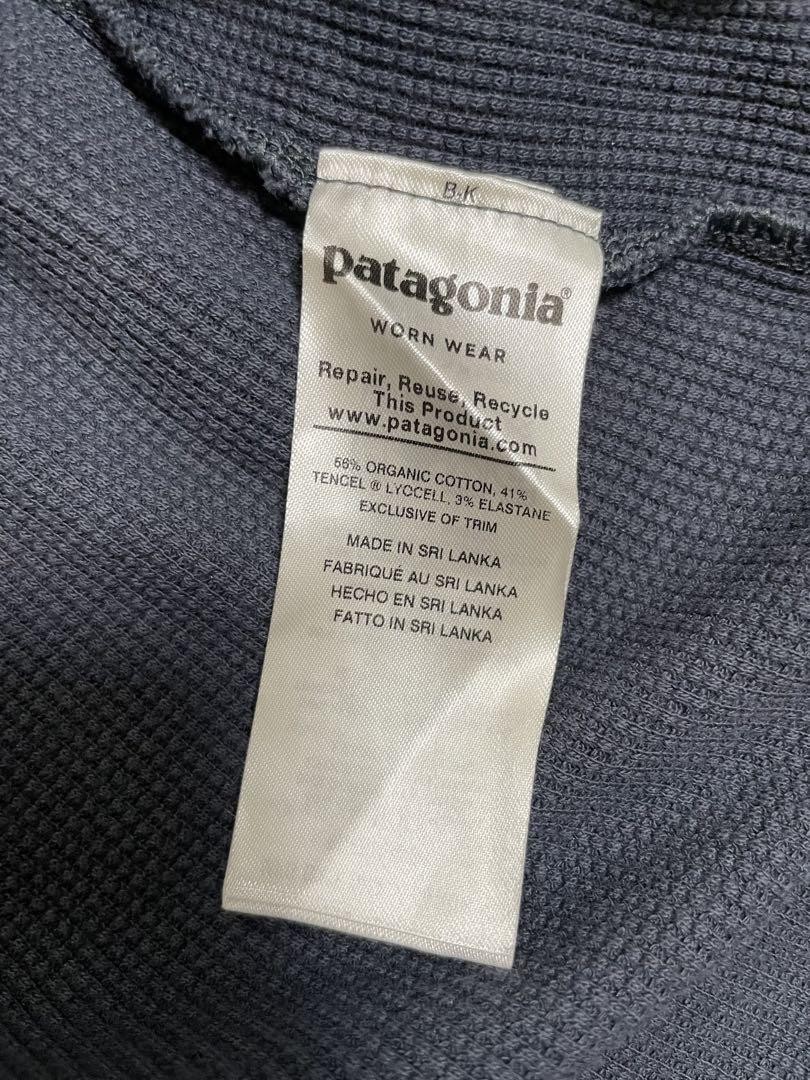 B-K
patagonia®
WORN WEAR
Repair, Reuse, Recycle
This Product
www.patagonia.com
56% ORGANIC COTTON, 41%
TENCEL ® LYOCELL, 3% ELASTANE
EXCLUSIVE OF TRIM
MADE IN SRI LANKA
FABRIQUÉ AU SRI LANKA
HECHO EN SRI LANKA
FATTO IN SRI LANKA